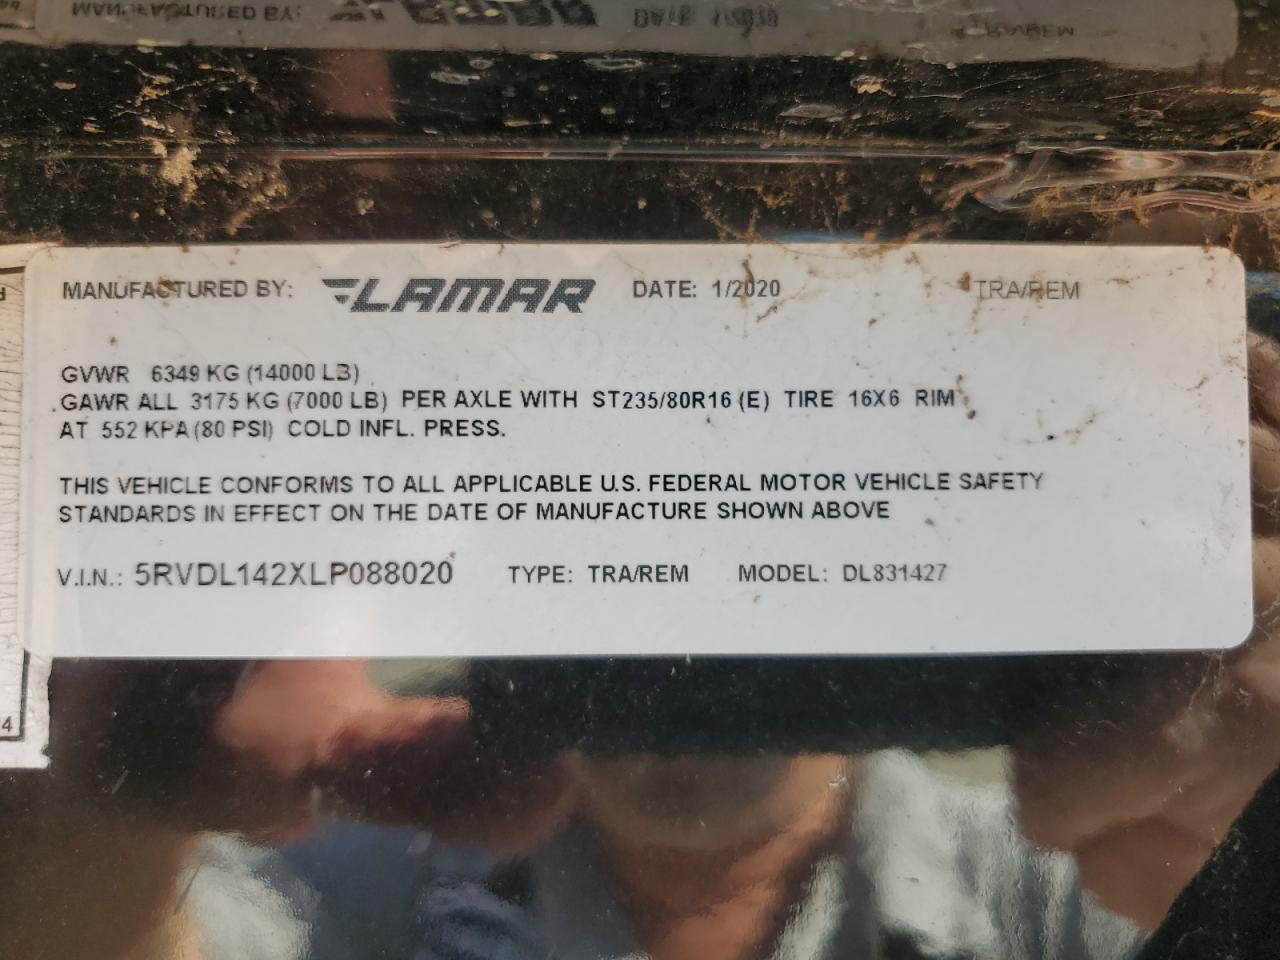 MANUFACTURED BY: LAMAR DATE: 1/2020 TRA/REM
GVWR 6349 KG (14000 LB)
GAWR ALL 3175 KG (7000 LB) PER AXLE WITH ST235/80R16 (E) TIRE 16X6 RIM
AT 552 KPA (80 PSI) COLD INFL. PRESS.
THIS VEHICLE CONFORMS TO ALL APPLICABLE U.S. FEDERAL MOTOR VEHICLE SAFETY
STANDARDS IN EFFECT ON THE DATE OF MANUFACTURE SHOWN ABOVE
V.I.N.: 5RVDL142XLP088020 TYPE: TRA/REM MODEL: DL831427